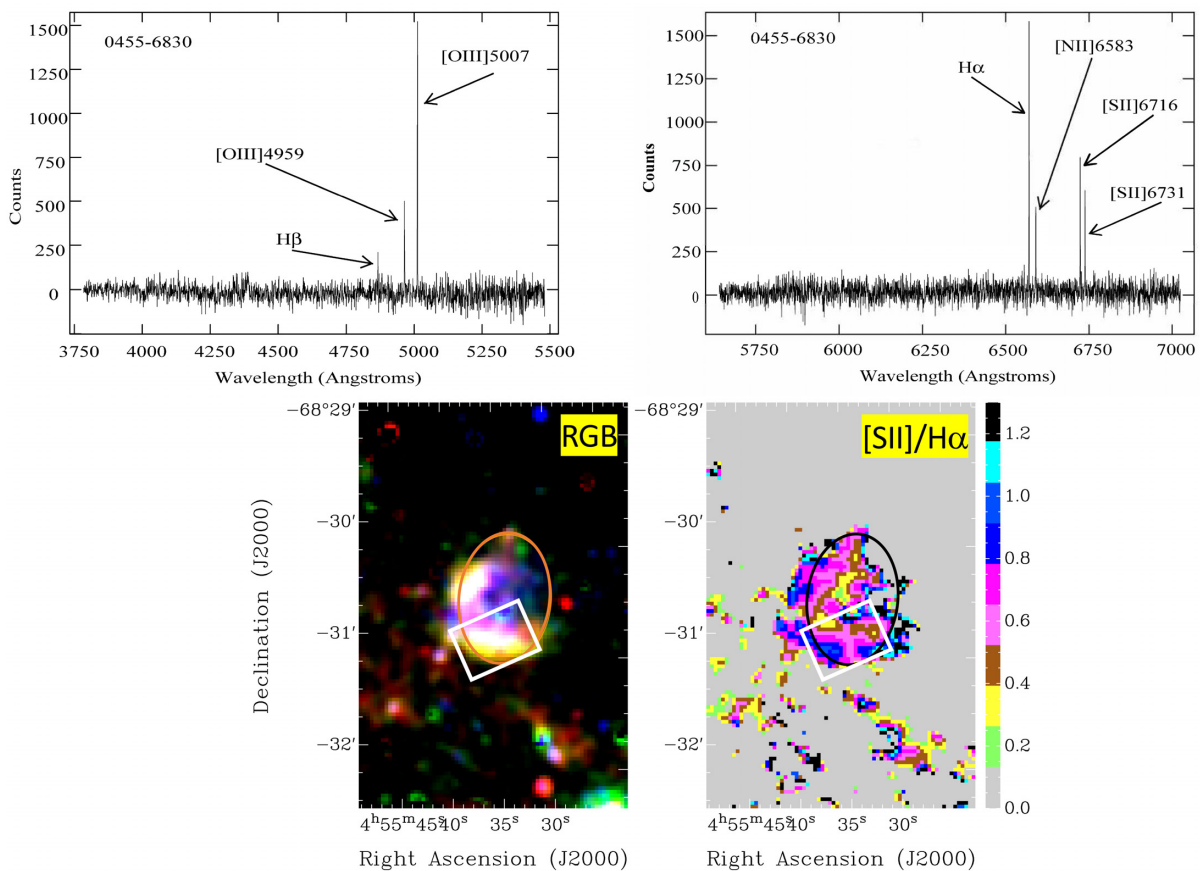 0455-6830
[OIII]5007
[OIII]4959
Hβ
1500
1250
1000
750
500
250
0
Counts
3750 4000 4250 4500 4750 5000 5250 5500
Wavelength (Angstroms)
0455-6830
Hα
[NII]6583
[SII]6716
[SII]6731
1500
1250
1000
750
500
250
0
Counts
5750 6000 6250 6500 6750 7000
Wavelength (Angstroms)
RGB
−68°29′
−30′
−31′
−32′
Declination (J2000)
4ʰ55ᵐ45ˢ 40ˢ 35ˢ 30ˢ
Right Ascension (J2000)
[SII]/Hα
−68°29′
−30′
−31′
−32′
4ʰ55ᵐ45ˢ 40ˢ 35ˢ 30ˢ
Right Ascension (J2000)
1.2
1.0
0.8
0.6
0.4
0.2
0.0